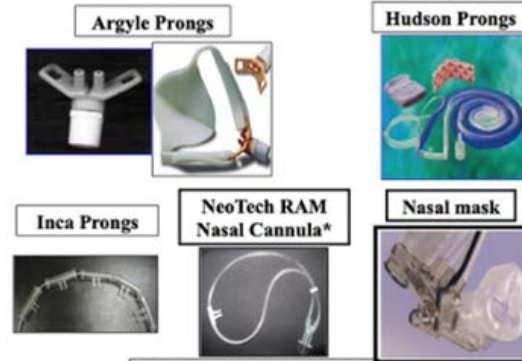 Argyle Prongs
Hudson Prongs
Inca Prongs
NeoTech RAM
Nasal Cannula*
Nasal mask